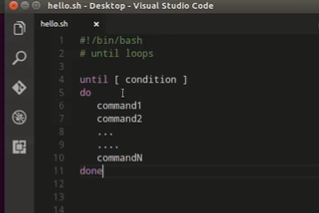 hello.sh - Desktop - Visual Studio Code
hello.sh
1 #!/bin/bash
2 # until loops
3
4 until [ condition ]
5 do
6 command1
7 command2
8 ...
9 ....
10 commandN
11 done
12
13
14